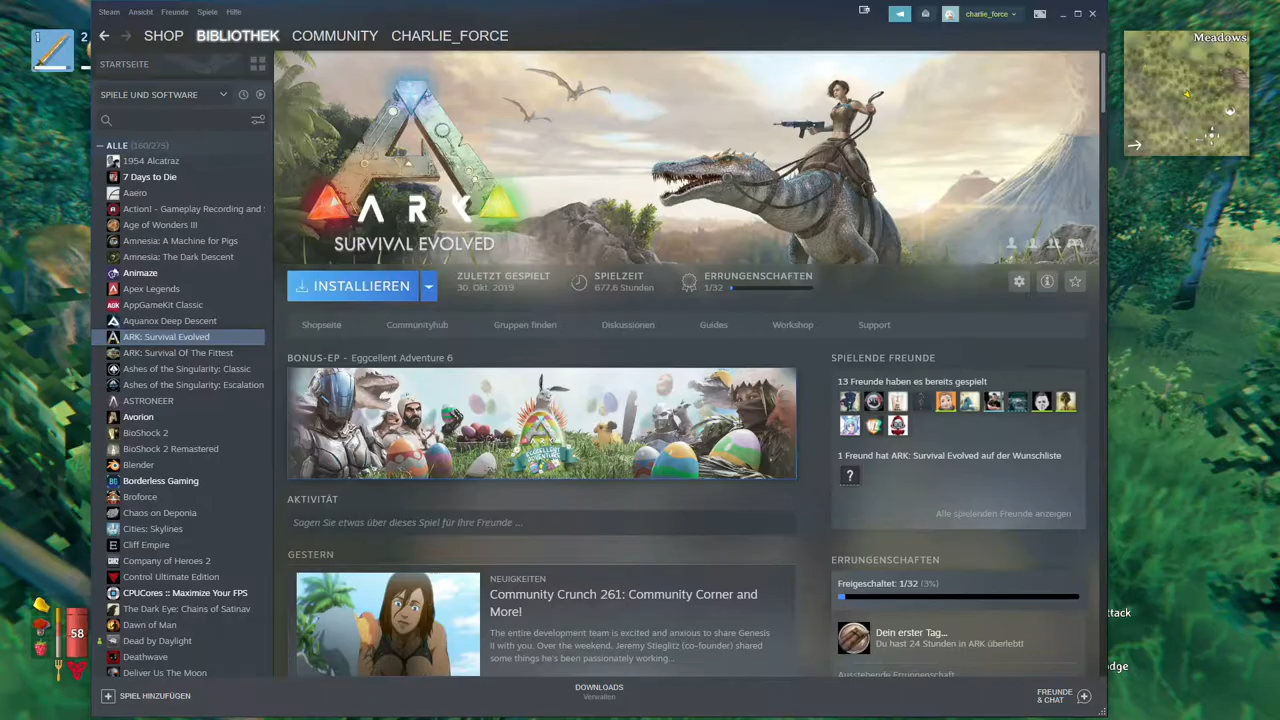 Steam Ansicht Freunde Spiele Hilfe
charlie_force
1
2
Meadows
SHOP BIBLIOTHEK COMMUNITY CHARLIE_FORCE
STARTSEITE
SPIELE UND SOFTWARE
ALLE (160/275)
1954 Alcatraz
7 Days to Die
Aaero
Action! - Gameplay Recording and S
Age of Wonders III
Amnesia: A Machine for Pigs
Amnesia: The Dark Descent
Animaze
Apex Legends
AppGameKit Classic
Aquanox Deep Descent
ARK: Survival Evolved
ARK: Survival Of The Fittest
Ashes of the Singularity: Classic
Ashes of the Singularity: Escalation
ASTRONEER
Avorion
BioShock 2
BioShock 2 Remastered
Blender
Borderless Gaming
Broforce
Chaos on Deponia
Cities: Skylines
Cliff Empire
Company of Heroes 2
Control Ultimate Edition
CPUCores :: Maximize Your FPS
The Dark Eye: Chains of Satinav
Dawn of Man
Dead by Daylight
Deathwave
Deliver Us The Moon
SPIEL HINZUFÜGEN
ARK
SURVIVAL EVOLVED
INSTALLIEREN
ZULETZT GESPIELT
30. Okt. 2019
SPIELZEIT
677,6 Stunden
ERRUNGENSCHAFTEN
1/32
Shopseite Communityhub Gruppen finden Diskussionen Guides Workshop Support
BONUS-EP - Eggcellent Adventure 6
ARK
EGGCELLENT
ADVENTURE
AKTIVITÄT
Sagen Sie etwas über dieses Spiel für Ihre Freunde ...
GESTERN
NEUIGKEITEN
Community Crunch 261: Community Corner and
More!
The entire development team is excited and anxious to share Genesis
II with you. Over the weekend, Jeremy Stieglitz (co-founder) shared
some things he's been passionately working...
SPIELENDE FREUNDE
13 Freunde haben es bereits gespielt
1 Freund hat ARK: Survival Evolved auf der Wunschliste
?
Alle spielenden Freunde anzeigen
ERRUNGENSCHAFTEN
Freigeschaltet: 1/32 (3%)
Dein erster Tag...
Du hast 24 Stunden in ARK überlebt!
Ausstehende Errungenschaft
DOWNLOADS
Verwalten
FREUNDE
& CHAT
58
ttack
odge